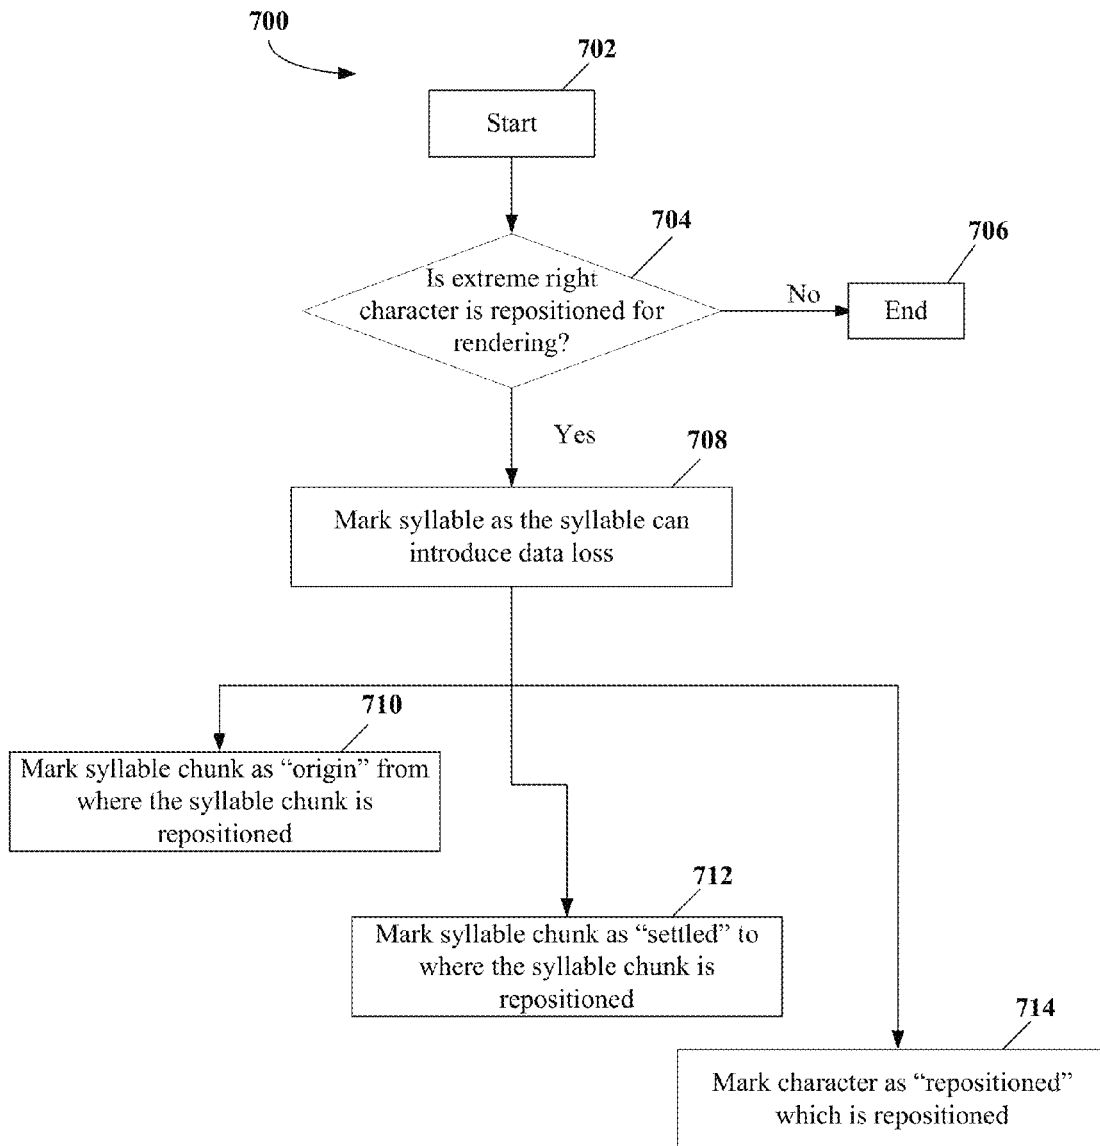 700
702
Start
704
Is extreme right
character is repositioned for
rendering?
No
706
End
Yes
708
Mark syllable as the syllable can
introduce data loss
710
Mark syllable chunk as “origin” from
where the syllable chunk is
repositioned
712
Mark syllable chunk as “settled” to
where the syllable chunk is
repositioned
714
Mark character as “repositioned”
which is repositioned